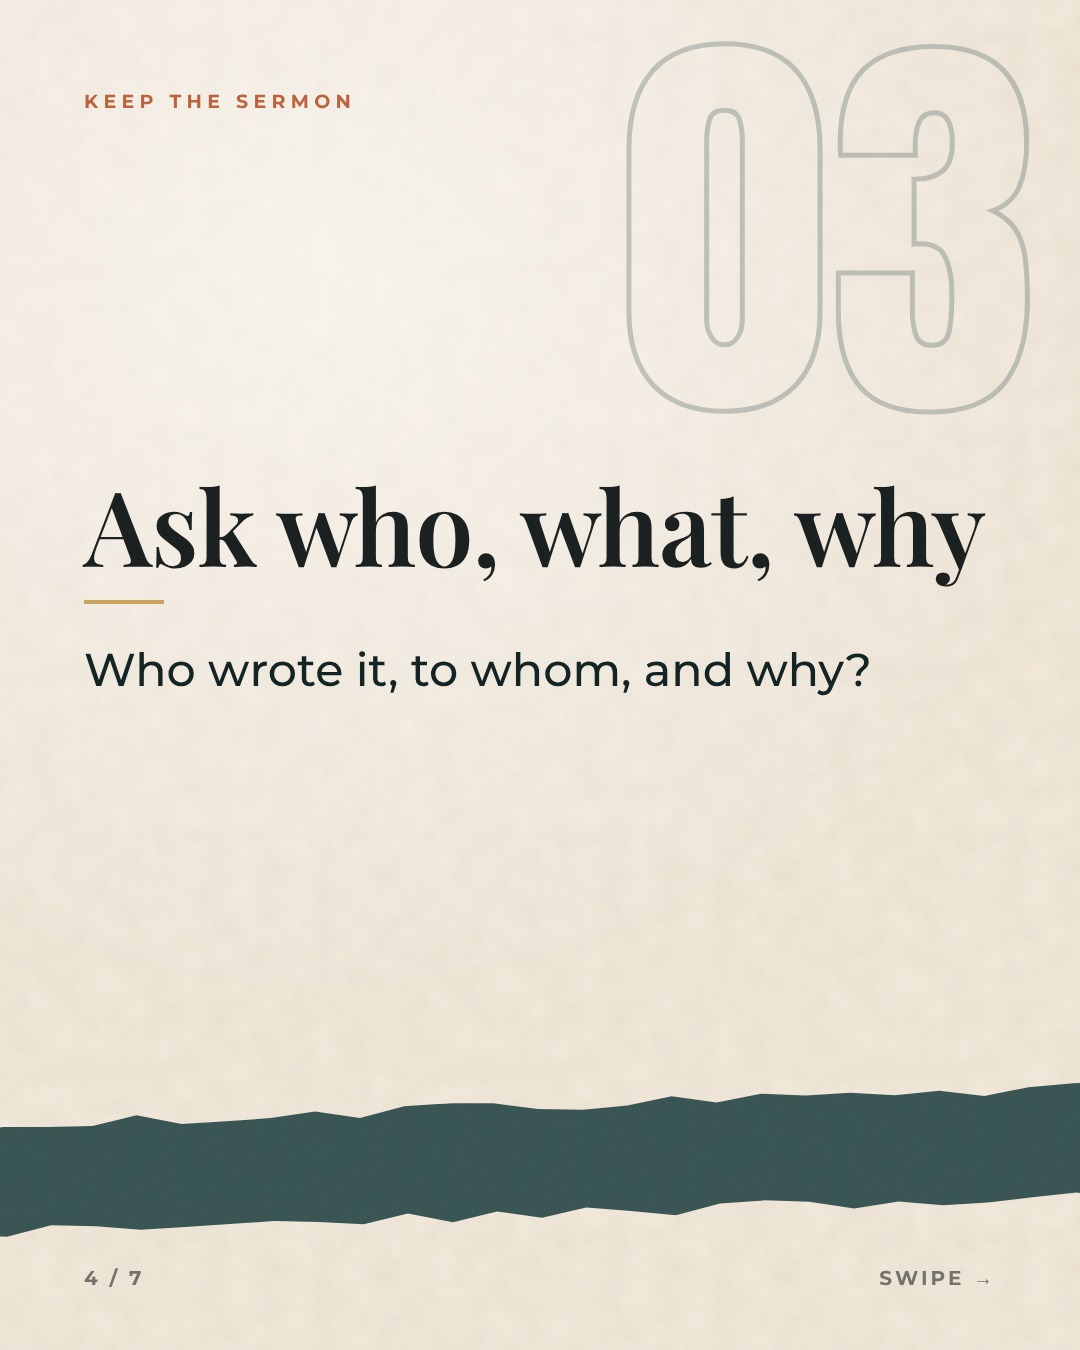 KEEP THE SERMON
03
Ask who, what, why
Who wrote it, to whom, and why?
4 / 7
SWIPE →